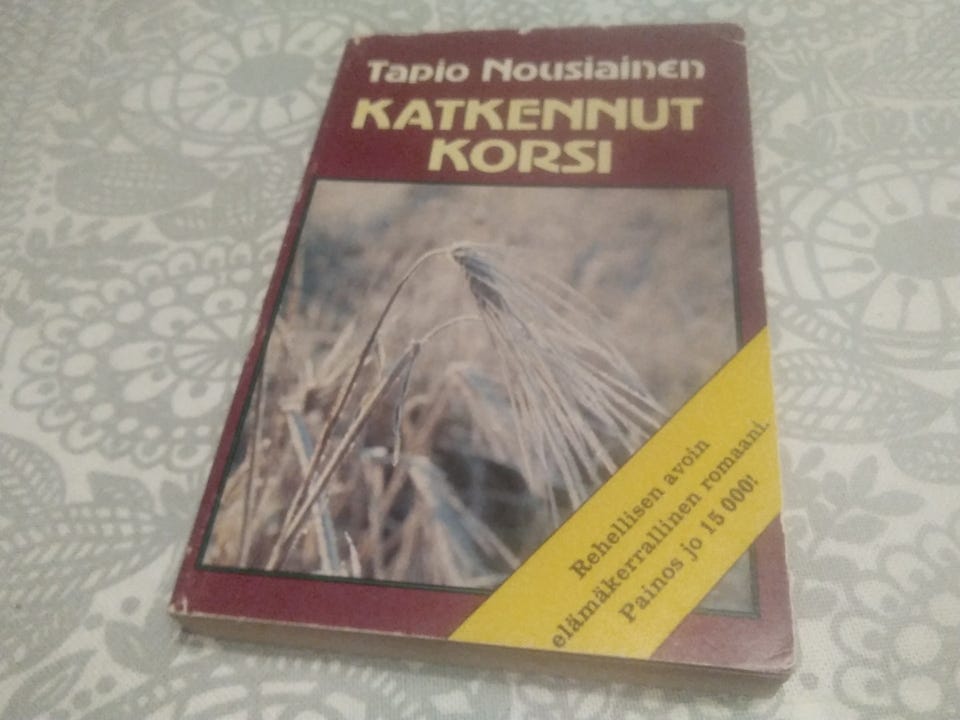 Tapio Nousiainen
KATKENNUT
KORSI
Rehellisen avoin
elämäkerrallinen romaani.
Painos jo 15 000!